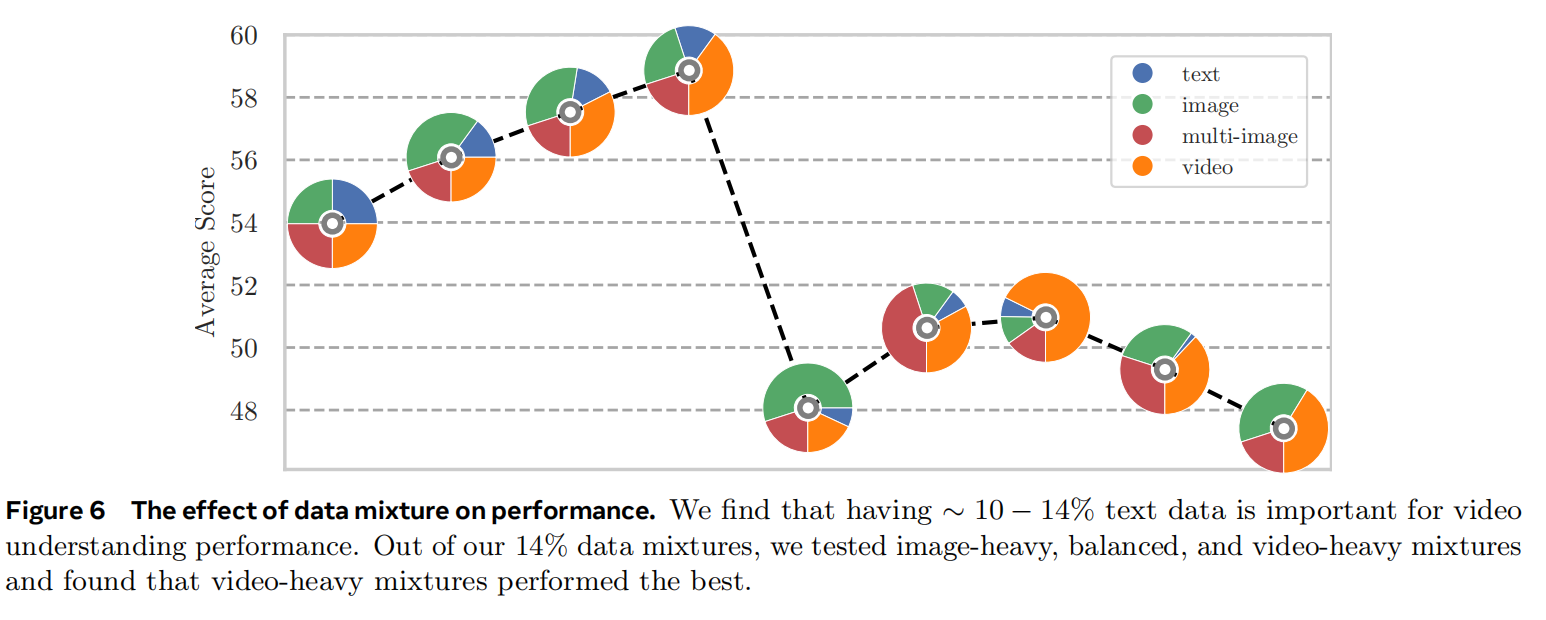 60
58
56
54
52
50
48
Average Score
text
image
multi-image
video
Figure 6 The effect of data mixture on performance. We find that having ∼ 10 − 14% text data is important for video
understanding performance. Out of our 14% data mixtures, we tested image-heavy, balanced, and video-heavy mixtures
and found that video-heavy mixtures performed the best.